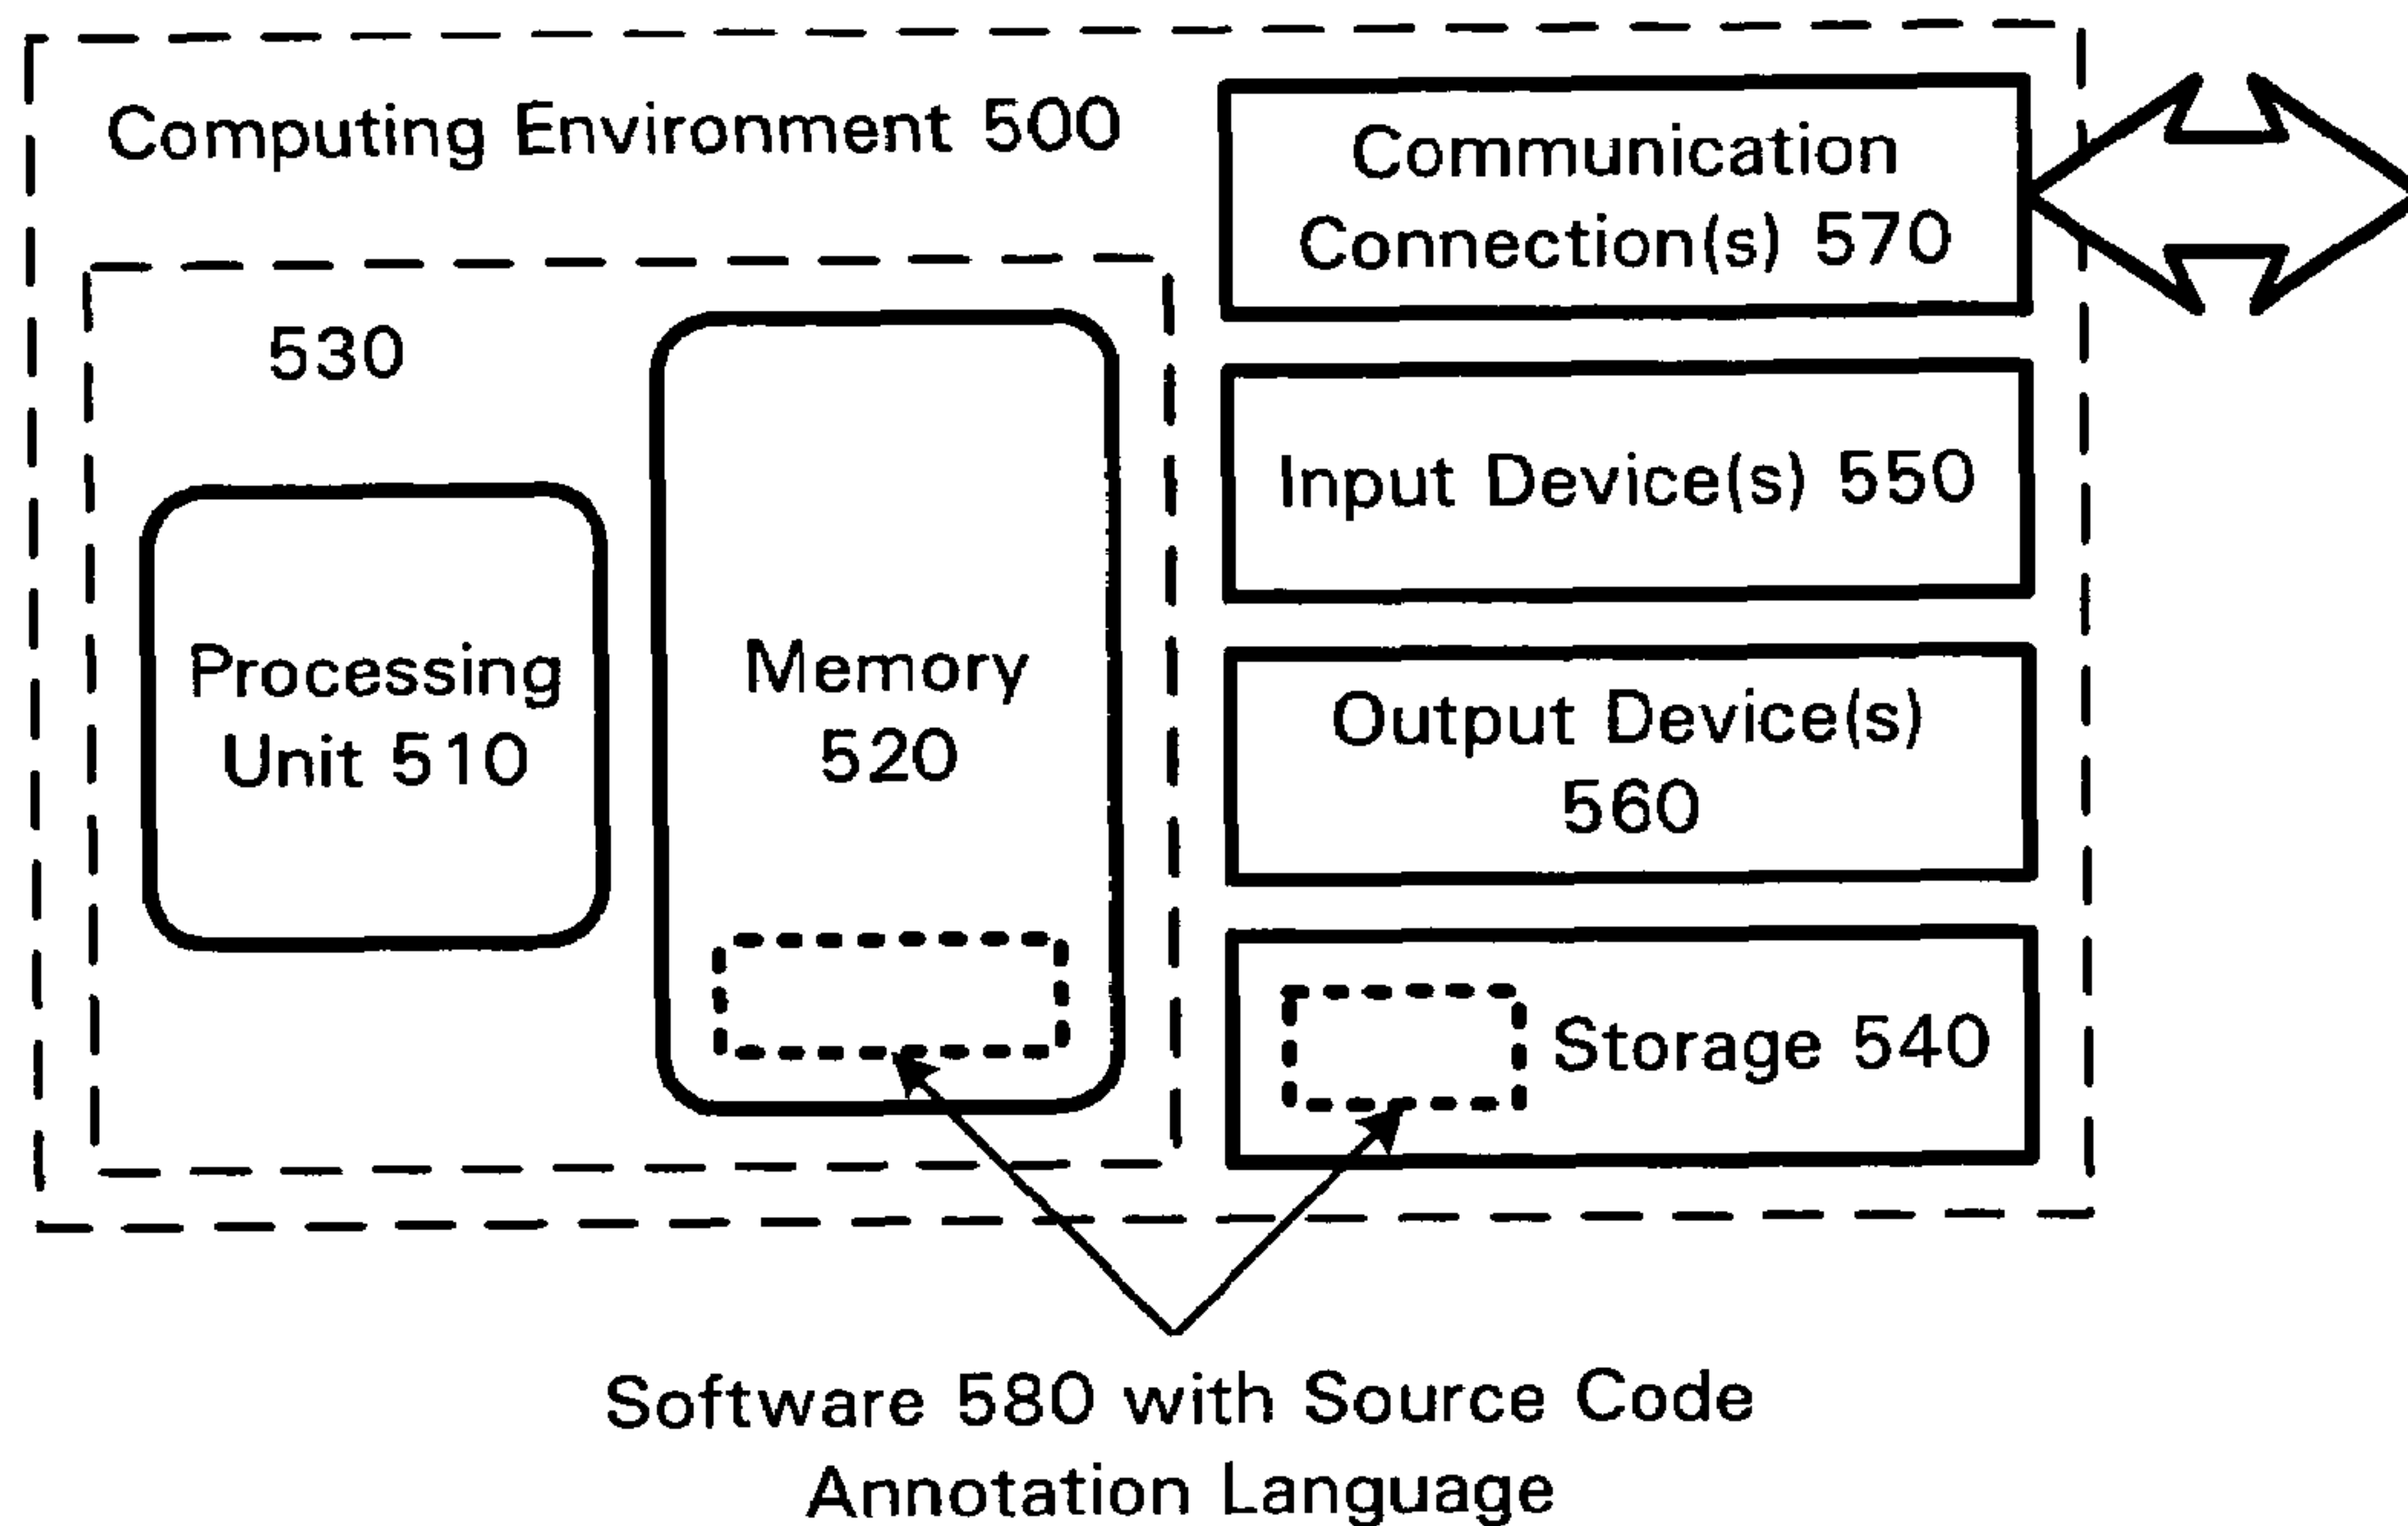 Computing Environment 500
Communication
Connection(s) 570
530
Input Device(s) 550
Processing
Unit 510
Memory
520
Output Device(s)
560
Storage 540
Software 580 with Source Code
Annotation Language